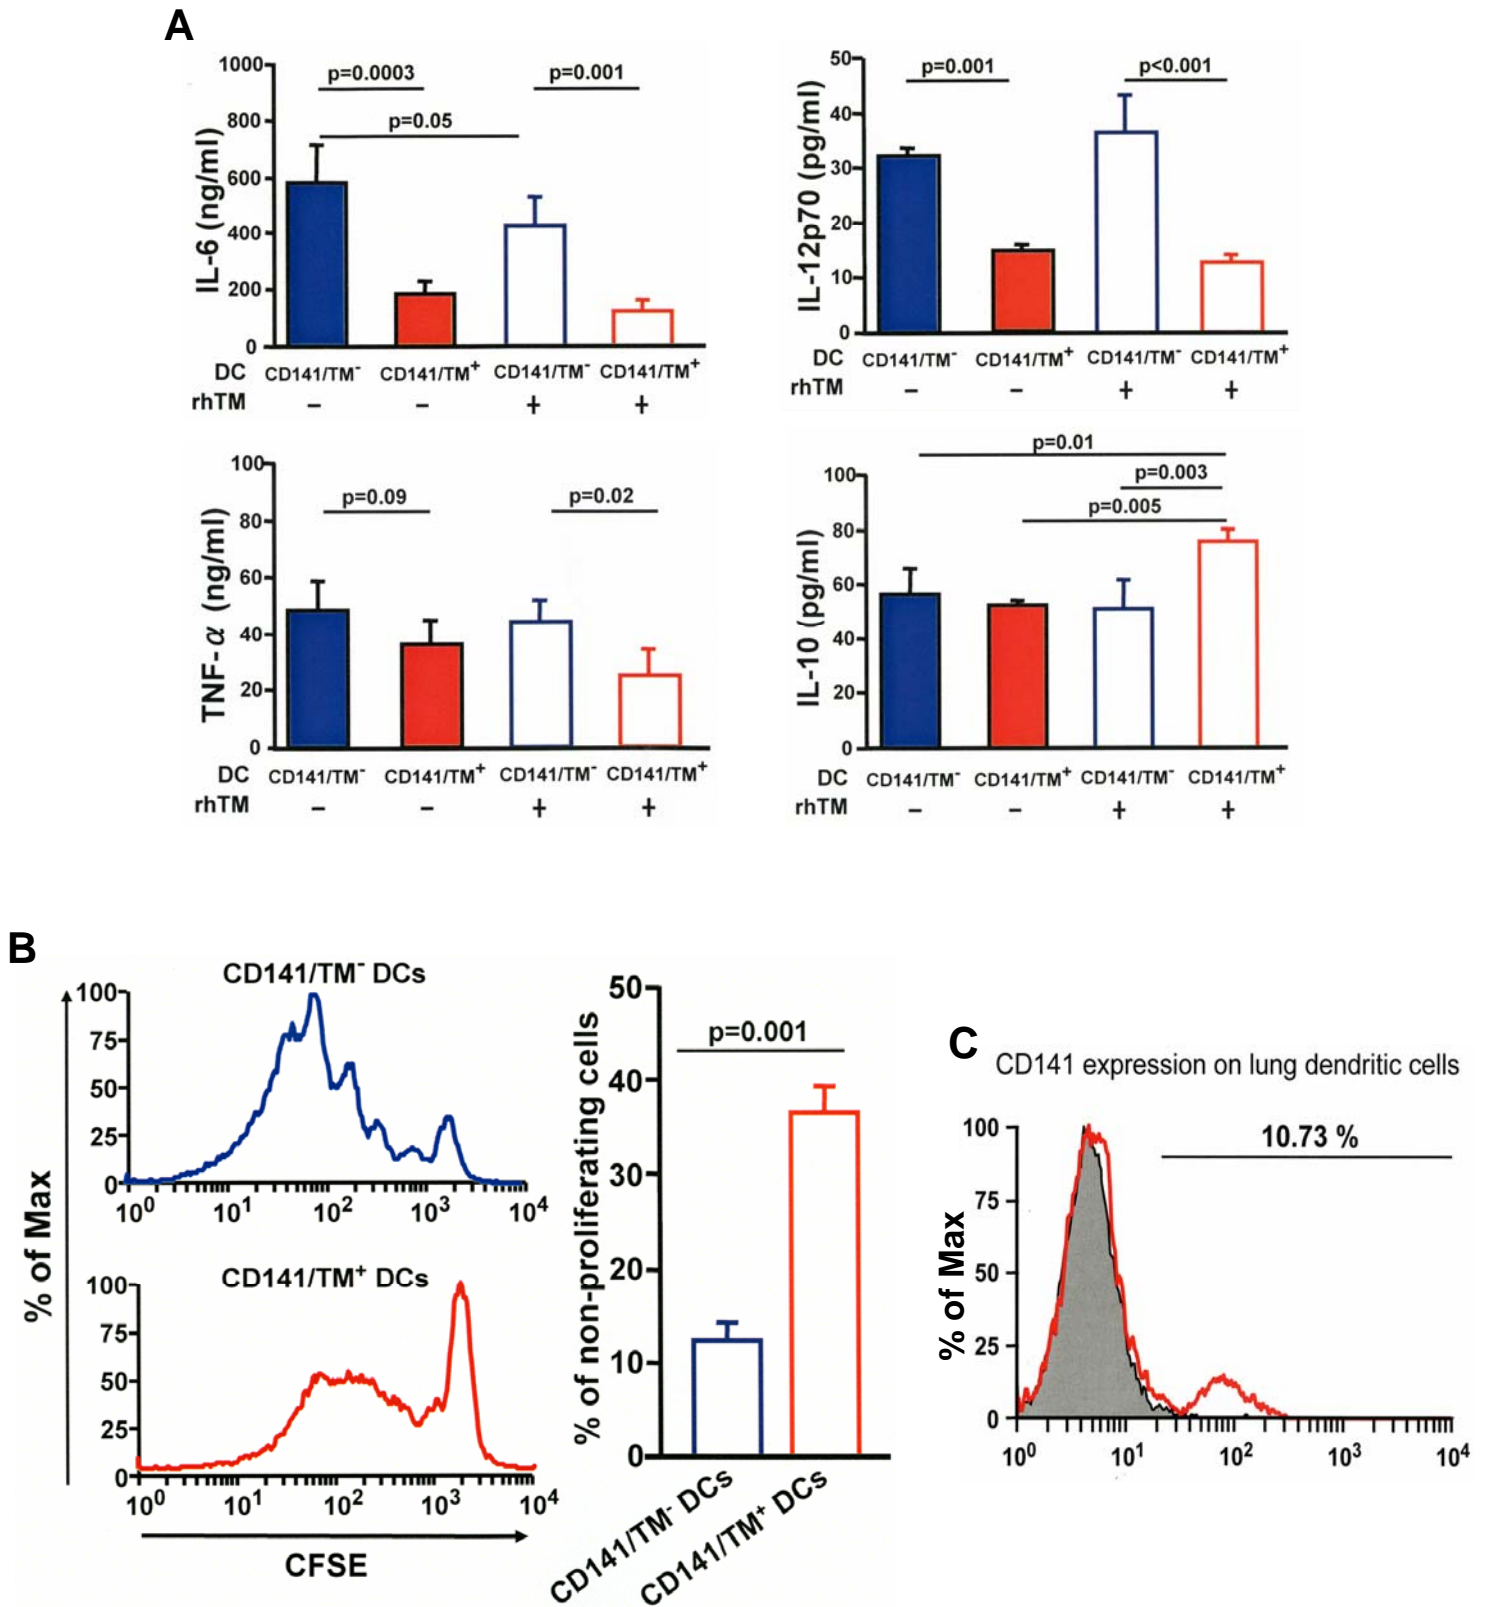 A
IL-6 (ng/ml)
1000
800
600
400
200
0
p=0.0003
p=0.001
p=0.05
DC CD141/TM⁻ CD141/TM⁺ CD141/TM⁻ CD141/TM⁺
rhTM − − + +
IL-12p70 (pg/ml)
50
40
30
20
10
0
p=0.001
p<0.001
DC CD141/TM⁻ CD141/TM⁺ CD141/TM⁻ CD141/TM⁺
rhTM − − + +
TNF-α (ng/ml)
100
80
60
40
20
0
p=0.09
p=0.02
DC CD141/TM⁻ CD141/TM⁺ CD141/TM⁻ CD141/TM⁺
rhTM − − + +
IL-10 (pg/ml)
100
80
60
40
20
0
p=0.01
p=0.003
p=0.005
DC CD141/TM⁻ CD141/TM⁺ CD141/TM⁻ CD141/TM⁺
rhTM − − + +
B
% of Max
CD141/TM⁻ DCs
100
75
50
25
0
10⁰ 10¹ 10² 10³ 10⁴
CD141/TM⁺ DCs
100
75
50
25
0
10⁰ 10¹ 10² 10³ 10⁴
CFSE
% of non-proliferating cells
50
40
30
20
10
0
p=0.001
CD141/TM⁻ DCs
CD141/TM⁺ DCs
C
CD141 expression on lung dendritic cells
% of Max
100
75
50
25
0
10.73 %
10⁰ 10¹ 10² 10³ 10⁴